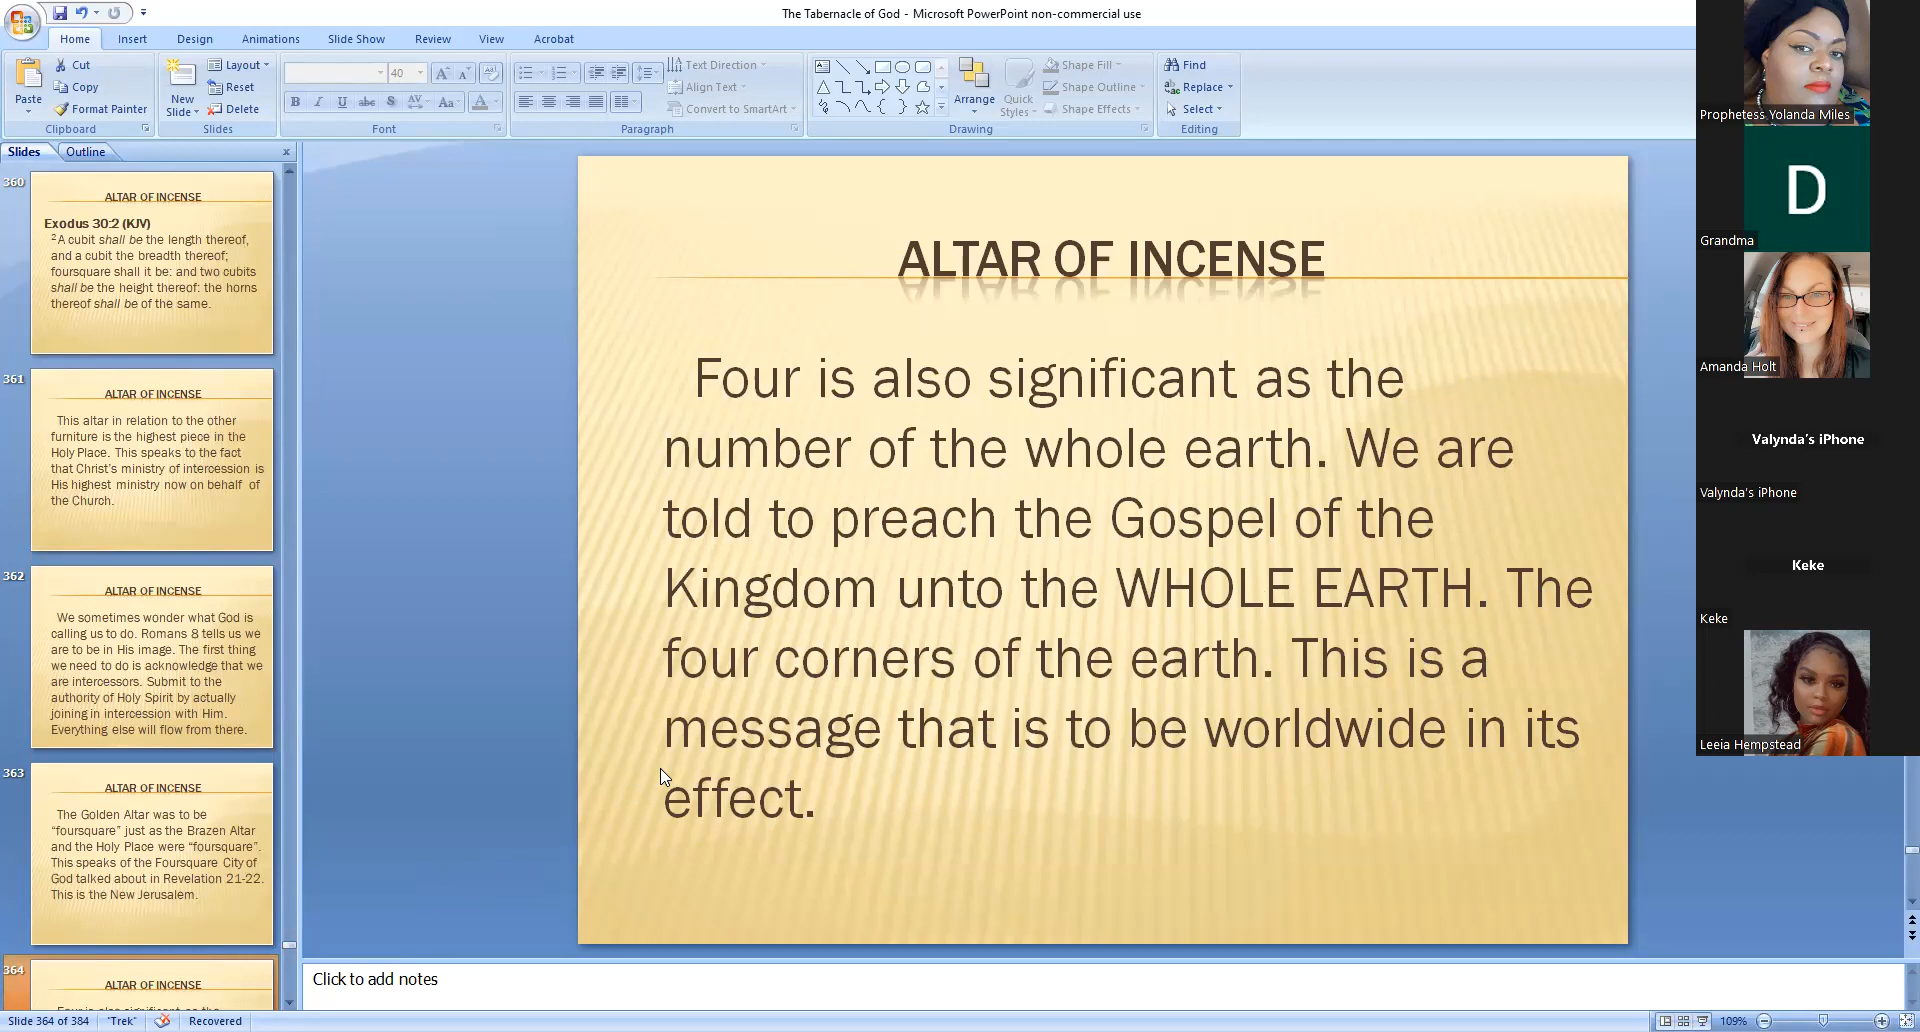 The Tabernacle of God - Microsoft PowerPoint non-commercial use
Home Insert Design Animations Slide Show Review View Acrobat
Paste
Cut
Copy
Format Painter
Clipboard
New
Slide
Layout
Reset
Delete
Slides
40
B I U abc S AV Aa A
Font
Text Direction
Align Text
Convert to SmartArt
Paragraph
Arrange
Quick
Styles
Shape Fill
Shape Outline
Shape Effects
Drawing
Find
Replace
Select
Editing
Slides Outline
360
ALTAR OF INCENSE
Exodus 30:2 (KJV)
2 A cubit shall be the length thereof,
and a cubit the breadth thereof;
foursquare shall it be: and two cubits
shall be the height thereof: the horns
thereof shall be of the same.
361
ALTAR OF INCENSE
This altar in relation to the other
furniture is the highest piece in the
Holy Place. This speaks to the fact
that Christ's ministry of intercession is
His highest ministry now on behalf of
the Church.
362
ALTAR OF INCENSE
We sometimes wonder what God is
calling us to do. Romans 8 tells us we
are to be in His image. The first thing
we need to do is acknowledge that we
are intercessors. Submit to the
authority of Holy Spirit by actually
joining in intercession with Him.
Everything else will flow from there.
363
ALTAR OF INCENSE
The Golden Altar was to be
“foursquare” just as the Brazen Altar
and the Holy Place were “foursquare”.
This speaks of the Foursquare City of
God talked about in Revelation 21-22.
This is the New Jerusalem.
364
ALTAR OF INCENSE
Four is also significant as the
ALTAR OF INCENSE
Four is also significant as the
number of the whole earth. We are
told to preach the Gospel of the
Kingdom unto the WHOLE EARTH. The
four corners of the earth. This is a
message that is to be worldwide in its
effect.
Click to add notes
Slide 364 of 384 "Trek" Recovered
109%
Prophetess Yolanda Miles
D
Grandma
Amanda Holt
Valynda's iPhone
Valynda's iPhone
Keke
Keke
Leeia Hempstead